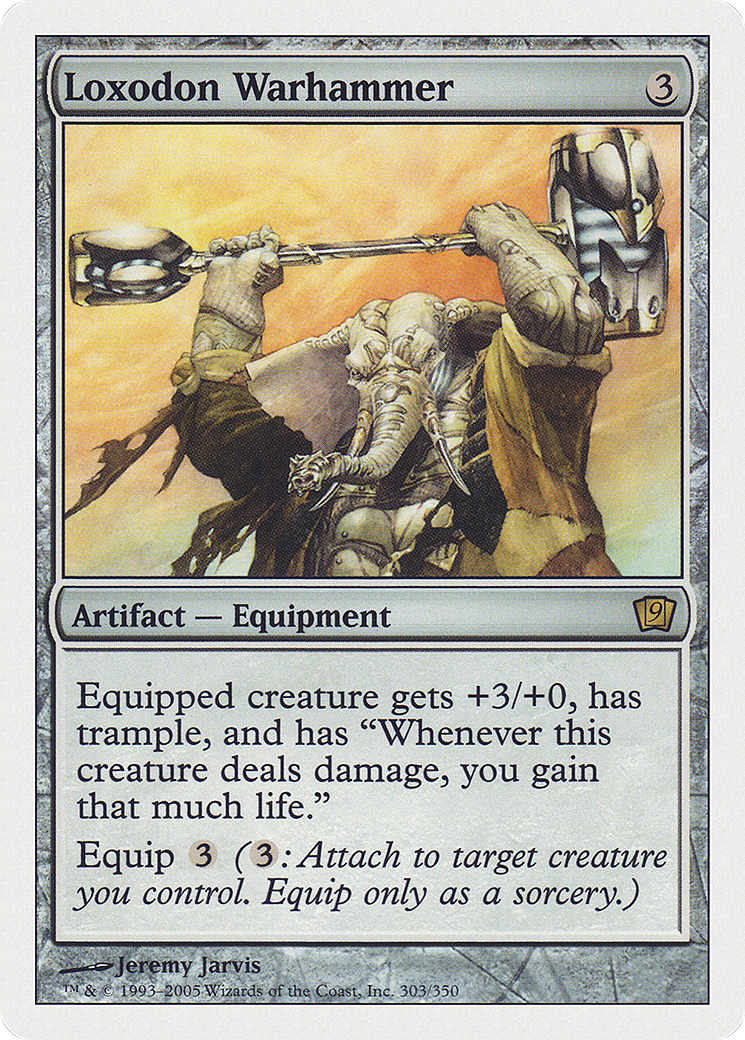 Loxodon Warhammer 3
Artifact — Equipment 9
Equipped creature gets +3/+0, has
trample, and has “Whenever this
creature deals damage, you gain
that much life.”
Equip 3 (3: Attach to target creature
you control. Equip only as a sorcery.)
Jeremy Jarvis
™ & © 1993–2005 Wizards of the Coast, Inc. 303/350